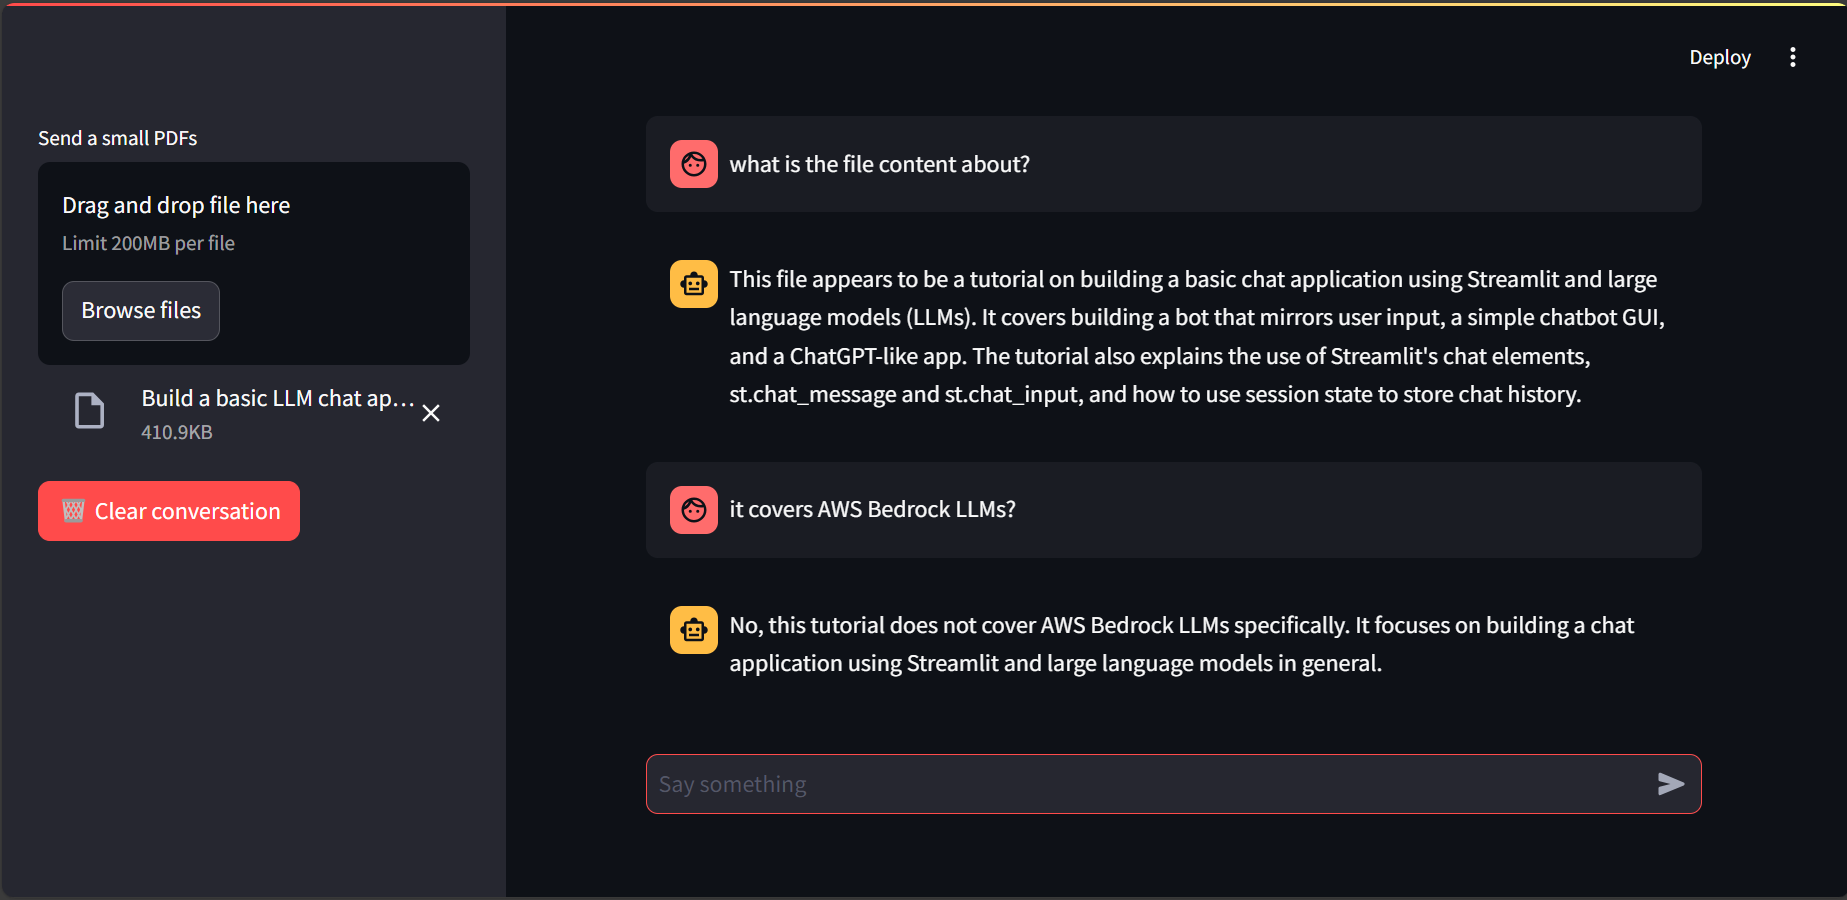 Deploy
Send a small PDFs
Drag and drop file here
Limit 200MB per file
Browse files
Build a basic LLM chat ap...
410.9KB
Clear conversation
what is the file content about?
This file appears to be a tutorial on building a basic chat application using Streamlit and large
language models (LLMs). It covers building a bot that mirrors user input, a simple chatbot GUI,
and a ChatGPT-like app. The tutorial also explains the use of Streamlit's chat elements,
st.chat_message and st.chat_input, and how to use session state to store chat history.
it covers AWS Bedrock LLMs?
No, this tutorial does not cover AWS Bedrock LLMs specifically. It focuses on building a chat
application using Streamlit and large language models in general.
Say something